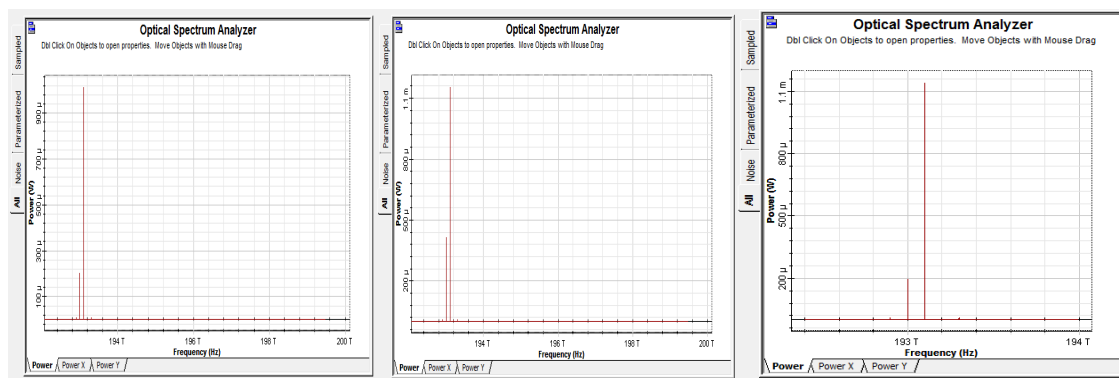 Optical Spectrum Analyzer
Dbl Click On Objects to open properties. Move Objects with Mouse Drag
Sampled
Parameterized
Noise
All
Power (W)
900 µ
700 µ
500 µ
300 µ
100 µ
194 T
196 T
198 T
200 T
Frequency (Hz)
Power
Power X
Power Y
Optical Spectrum Analyzer
Dbl Click On Objects to open properties. Move Objects with Mouse Drag
Sampled
Parameterized
Noise
All
Power (W)
1.1 m
800 µ
500 µ
200 µ
194 T
196 T
198 T
200 T
Frequency (Hz)
Power
Power X
Power Y
Optical Spectrum Analyzer
Dbl Click On Objects to open properties. Move Objects with Mouse Drag
Sampled
Parameterized
Noise
All
Power (W)
1.1 m
800 µ
500 µ
200 µ
193 T
194 T
Frequency (Hz)
Power
Power X
Power Y